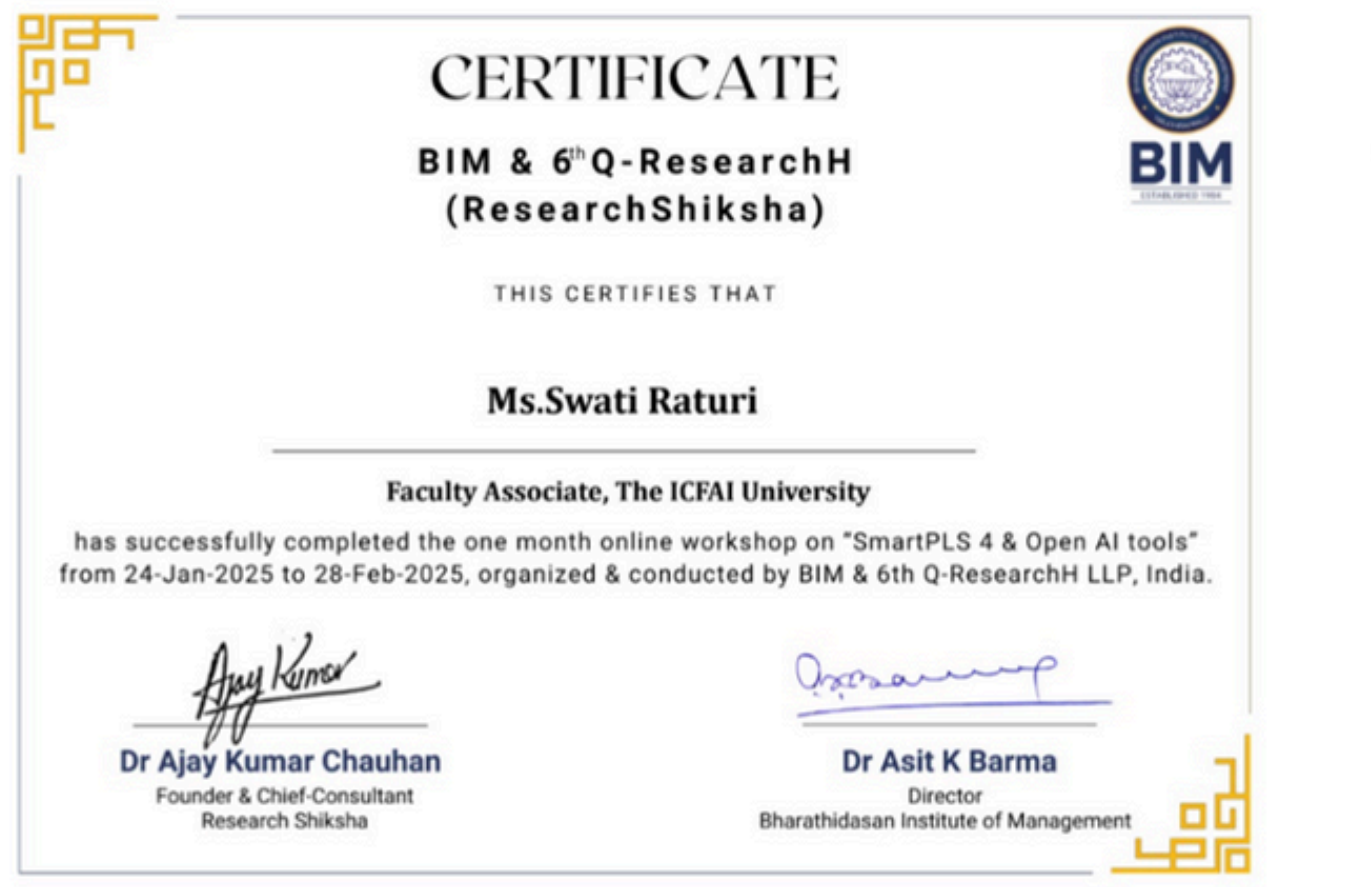 CERTIFICATE
BIM & 6th Q-ResearchH
(ResearchShiksha)
BIM
ESTABLISHED 1984
THIS CERTIFIES THAT
Ms.Swati Raturi
Faculty Associate, The ICFAI University
has successfully completed the one month online workshop on “SmartPLS 4 & Open AI tools”
from 24-Jan-2025 to 28-Feb-2025, organized & conducted by BIM & 6th Q-ResearchH LLP, India.
Ajay Kumar
Dr Ajay Kumar Chauhan
Founder & Chief-Consultant
Research Shiksha
Dr Asit K Barma
Director
Bharathidasan Institute of Management